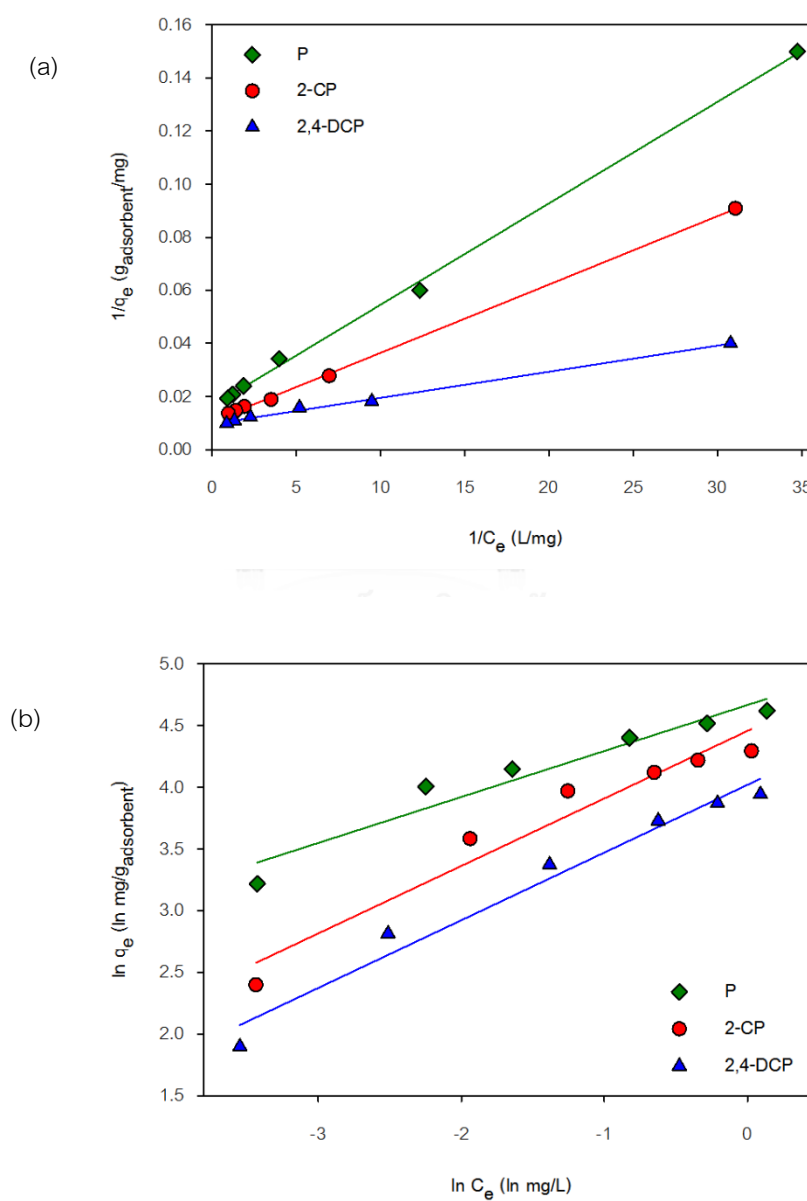 (a)
P
2-CP
2,4-DCP
0.16
0.14
0.12
0.10
0.08
0.06
0.04
0.02
0.00
1/qe (gadsorbent/mg)
0 5 10 15 20 25 30 35
1/Ce (L/mg)
(b)
5.0
4.5
4.0
3.5
3.0
2.5
2.0
1.5
ln qe (ln mg/gadsorbent)
P
2-CP
2,4-DCP
-3 -2 -1 0
ln Ce (ln mg/L)